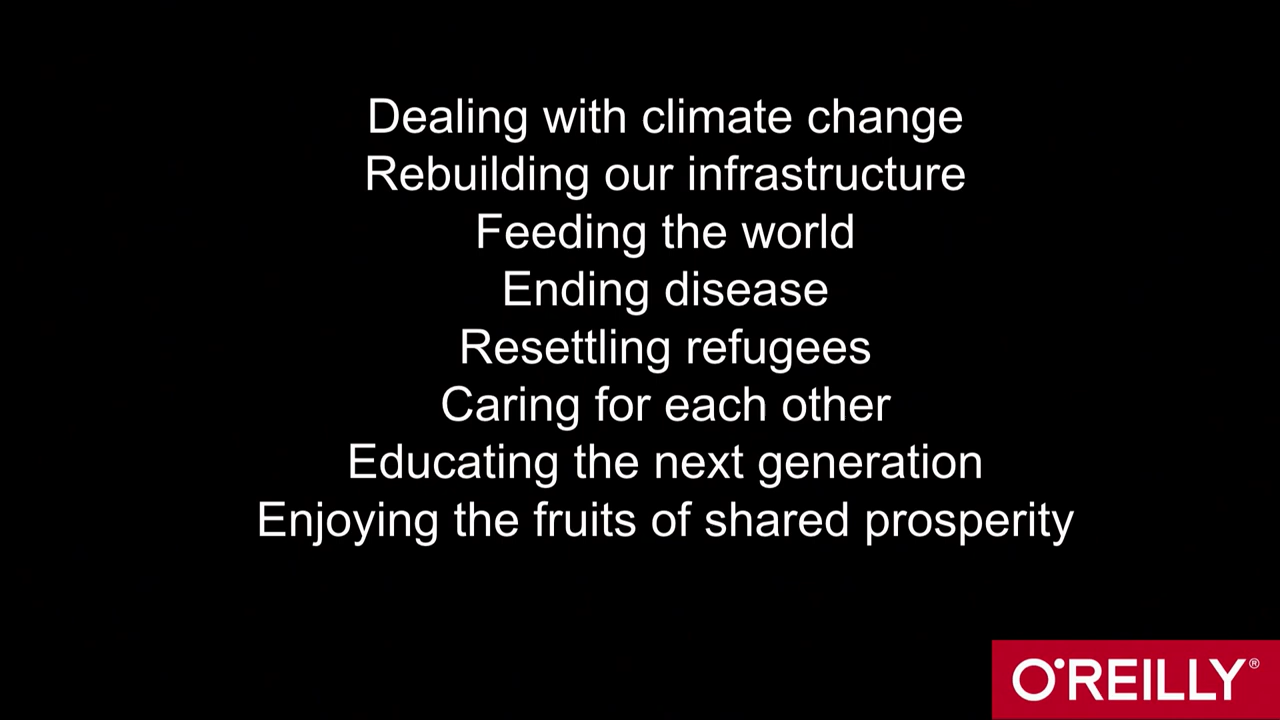 Dealing with climate change
Rebuilding our infrastructure
Feeding the world
Ending disease
Resettling refugees
Caring for each other
Educating the next generation
Enjoying the fruits of shared prosperity
O'REILLY®